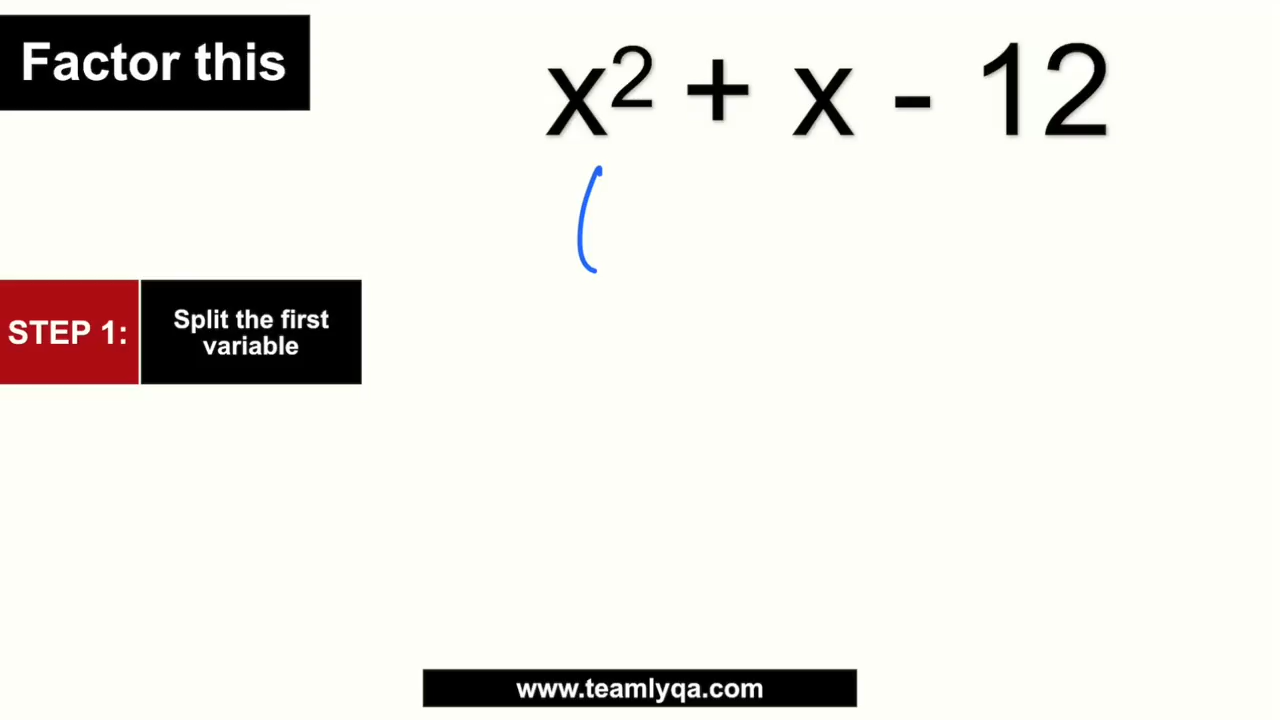 Factor this
x² + x - 12
(
STEP 1:
Split the first
variable
www.teamlyqa.com